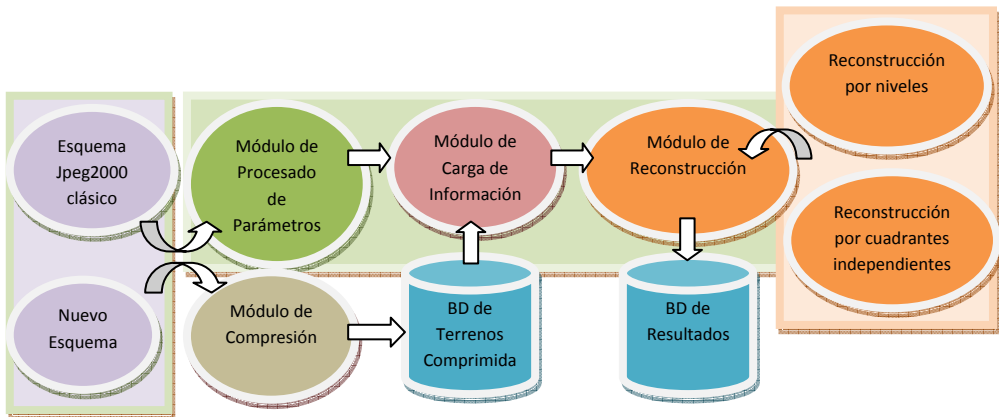 Esquema
Jpeg2000
clásico
Nuevo
Esquema
Módulo de
Procesado
de
Parámetros
Módulo de
Compresión
Módulo de
Carga de
Información
BD de
Terrenos
Comprimida
Módulo de
Reconstrucción
BD de
Resultados
Reconstrucción
por niveles
Reconstrucción
por cuadrantes
independientes